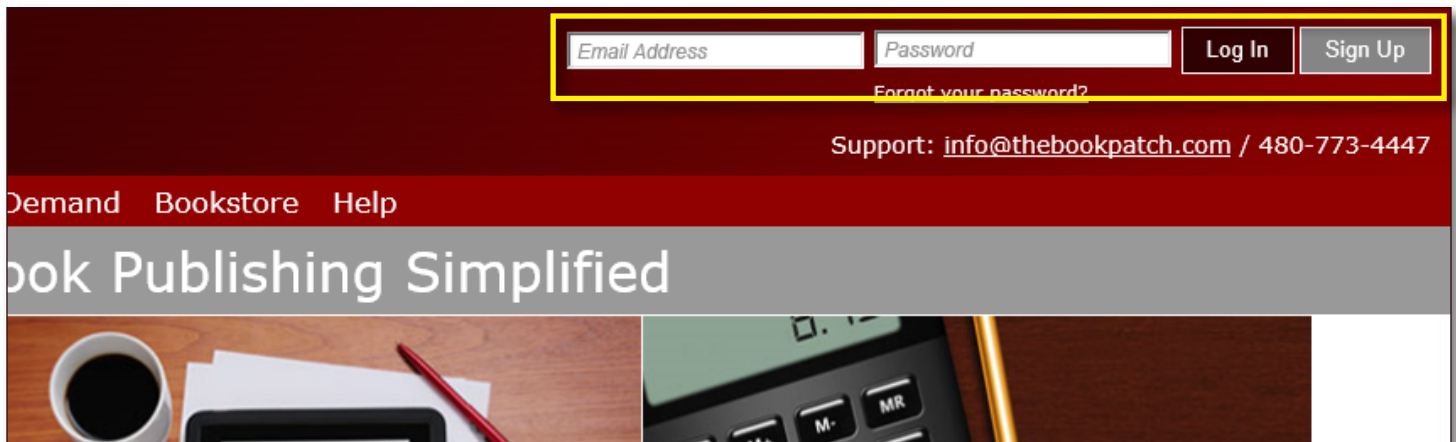 Email Address Password Log In Sign Up
Forgot your password?
Support: info@thebookpatch.com / 480-773-4447
Demand Bookstore Help
ook Publishing Simplified
MR
M-